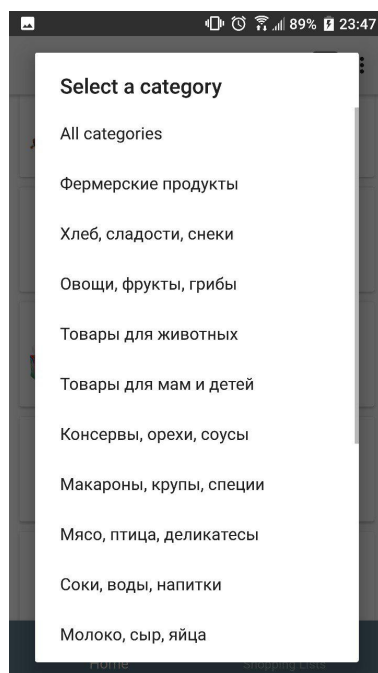 89% 23:47
Select a category
All categories
Фермерские продукты
Хлеб, сладости, снеки
Овощи, фрукты, грибы
Товары для животных
Товары для мам и детей
Консервы, орехи, соусы
Макароны, крупы, специи
Мясо, птица, деликатесы
Соки, воды, напитки
Молоко, сыр, яйца
Home Shopping Lists